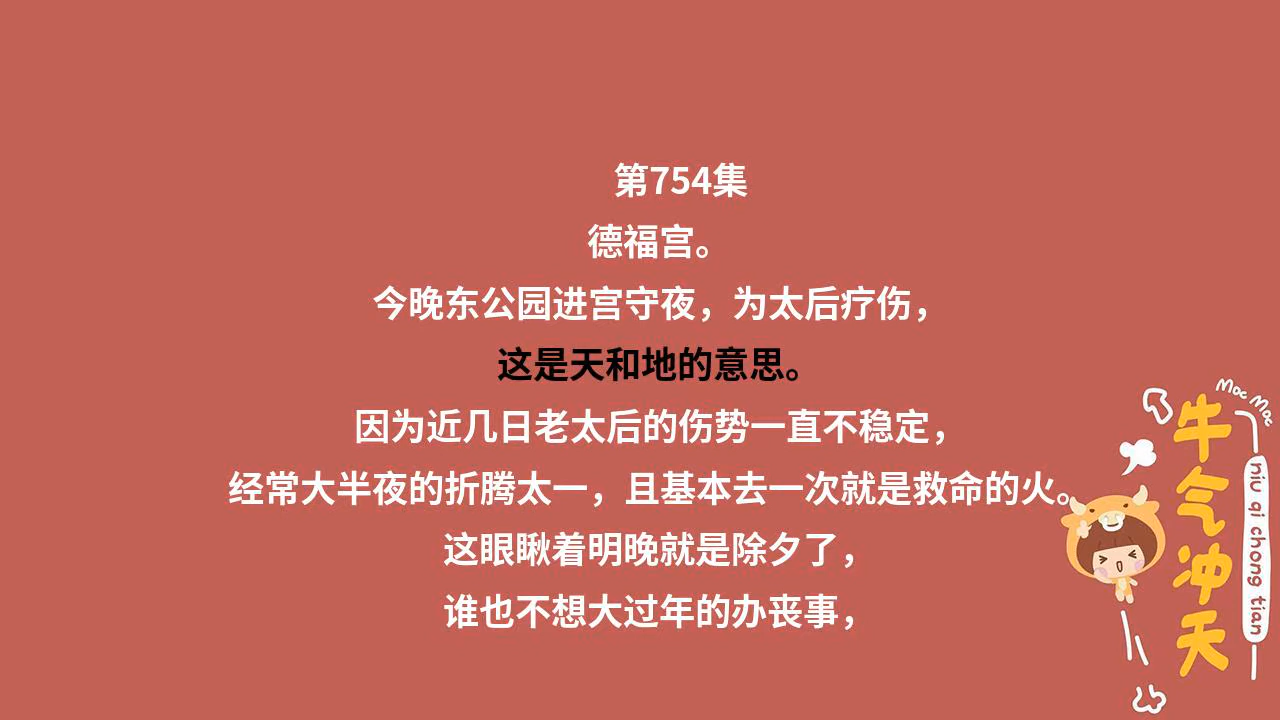 第754集
德福宫。
今晚东公园进宫守夜，为太后疗伤，
这是天和地的意思。
因为近几日老太后的伤势一直不稳定，
经常大半夜的折腾太一，且基本去一次就是救命的火。
这眼瞅着明晚就是除夕了，
谁也不想大过年的办丧事，
Moc Moc
牛气冲天
niu qi chong tian